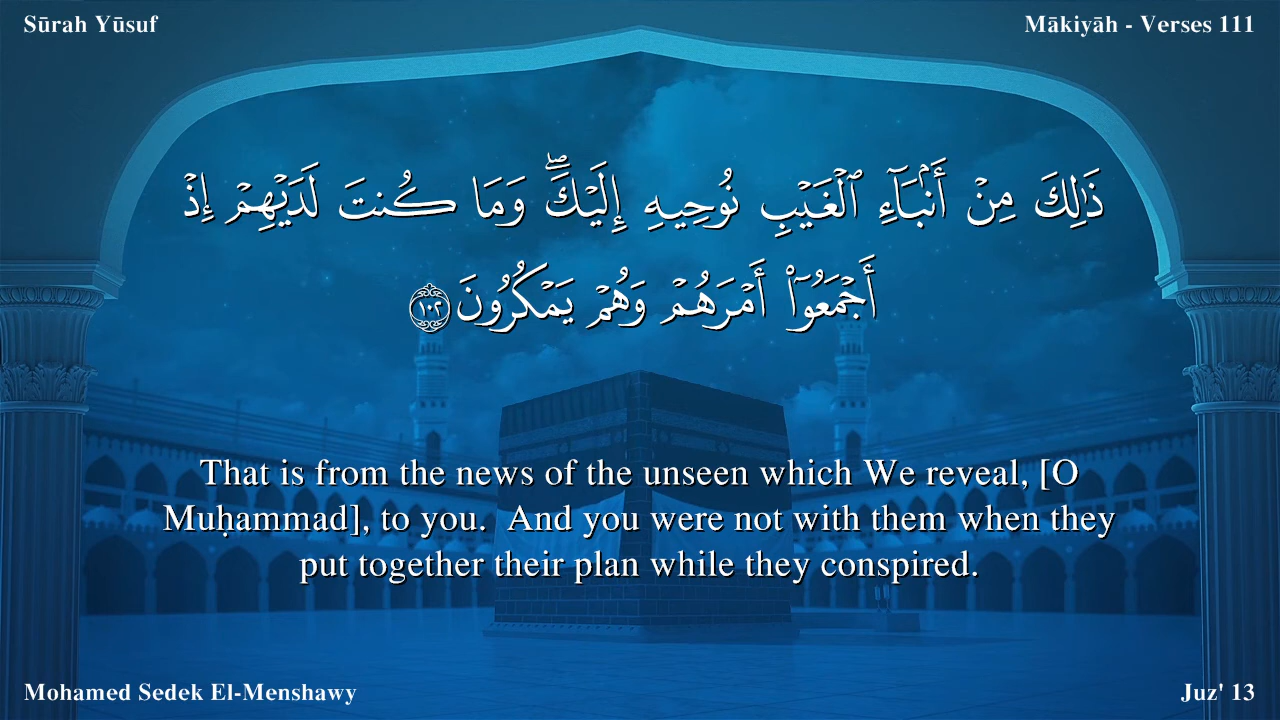 Sūrah Yūsuf
Mākiyāh - Verses 111
ذَٰلِكَ مِنْ أَنۢبَآءِ ٱلْغَيْبِ نُوحِيهِ إِلَيْكَ ۖ وَمَا كُنتَ لَدَيْهِمْ إِذْ
أَجْمَعُوٓا۟ أَمْرَهُمْ وَهُمْ يَمْكُرُونَ ١٠٢
That is from the news of the unseen which We reveal, [O
Muḥammad], to you.  And you were not with them when they
put together their plan while they conspired.
Mohamed Sedek El-Menshawy
Juz' 13